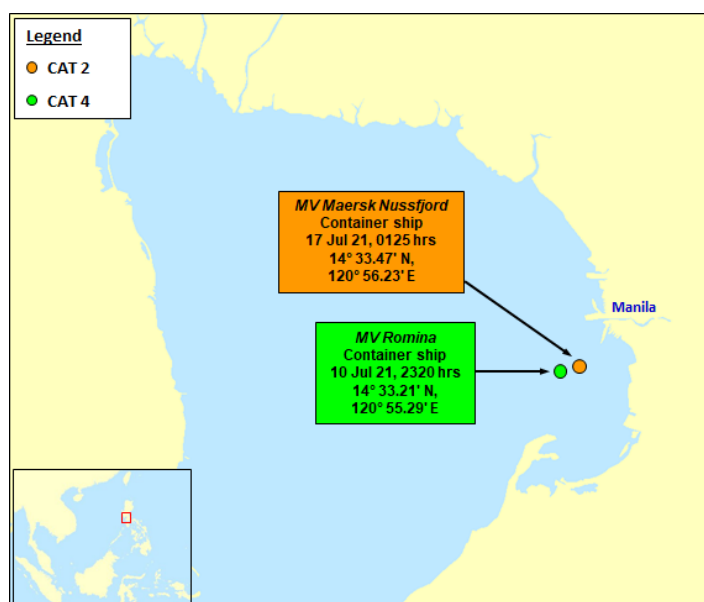 Legend
CAT 2
CAT 4
MV Maersk Nussfjord
Container ship
17 Jul 21, 0125 hrs
14° 33.47' N,
120° 56.23' E
Manila
MV Romina
Container ship
10 Jul 21, 2320 hrs
14° 33.21' N,
120° 55.29' E